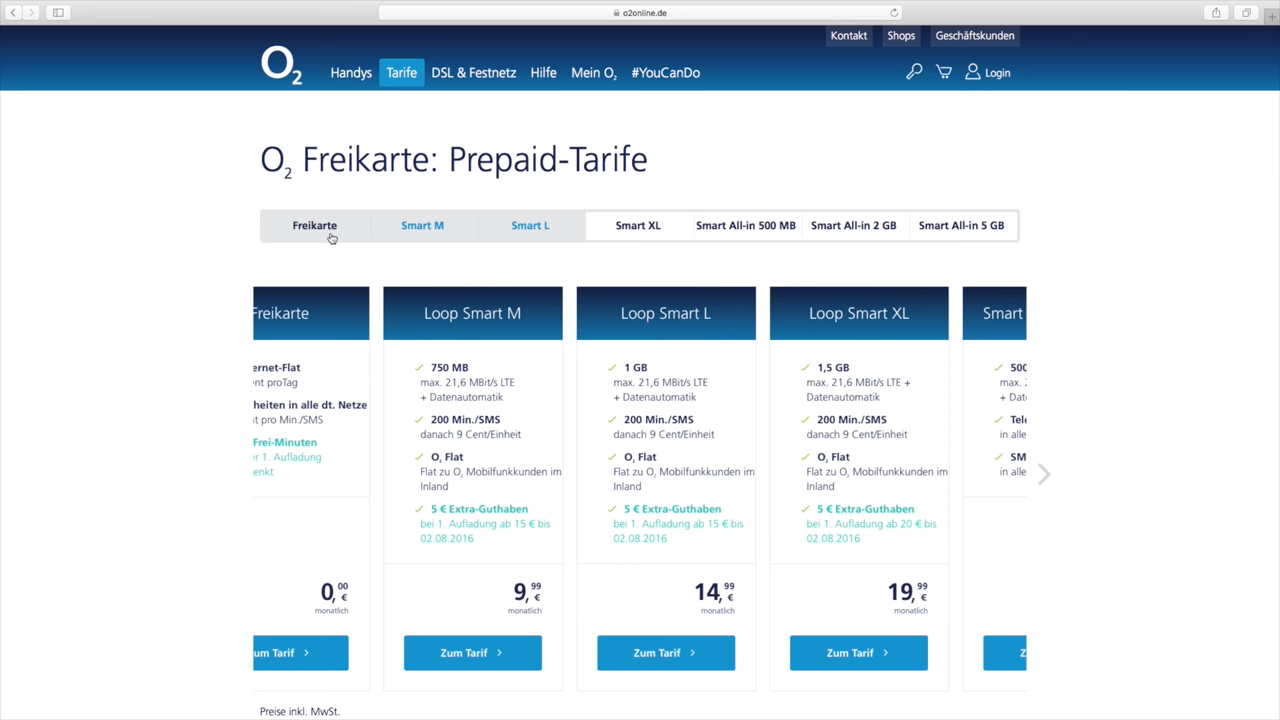 o2online.de
Kontakt Shops Geschäftskunden
O₂ Handys Tarife DSL & Festnetz Hilfe Mein O₂ #YouCanDo Login
O₂ Freikarte: Prepaid-Tarife
Freikarte Smart M Smart L Smart XL Smart All-in 500 MB Smart All-in 2 GB Smart All-in 5 GB
Freikarte
ernet-Flat
ent proTag
heiten in alle dt. Netze
t pro Min./SMS
Frei-Minuten
r 1. Aufladung
enkt
0,00 €
monatlich
um Tarif
Loop Smart M
750 MB
max. 21,6 MBit/s LTE
+ Datenautomatik
200 Min./SMS
danach 9 Cent/Einheit
O₂ Flat
Flat zu O₂ Mobilfunkkunden im
Inland
5 € Extra-Guthaben
bei 1. Aufladung ab 15 € bis
02.08.2016
9,99 €
monatlich
Zum Tarif
Loop Smart L
1 GB
max. 21,6 MBit/s LTE
+ Datenautomatik
200 Min./SMS
danach 9 Cent/Einheit
O₂ Flat
Flat zu O₂ Mobilfunkkunden im
Inland
5 € Extra-Guthaben
bei 1. Aufladung ab 15 € bis
02.08.2016
14,99 €
monatlich
Zum Tarif
Loop Smart XL
1,5 GB
max. 21,6 MBit/s LTE +
Datenautomatik
200 Min./SMS
danach 9 Cent/Einheit
O₂ Flat
Flat zu O₂ Mobilfunkkunden im
Inland
5 € Extra-Guthaben
bei 1. Aufladung ab 20 € bis
02.08.2016
19,99 €
monatlich
Zum Tarif
Smart
500
max. 2
+ Dat
Tele
in alle
SM
in alle
Z
Preise inkl. MwSt.